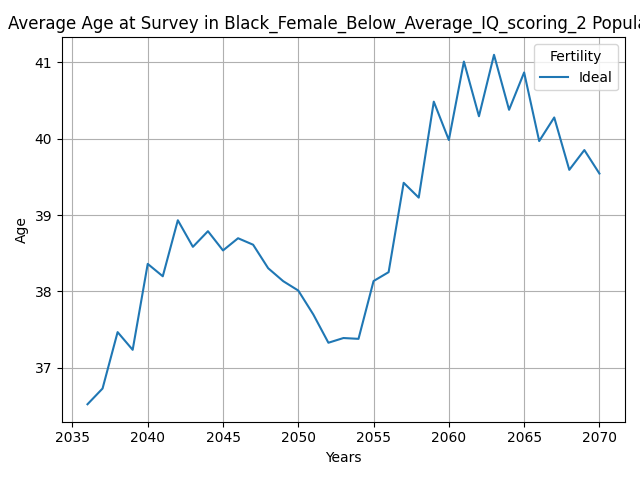 Average Age at Survey in Black_Female_Below_Average_IQ_scoring_2 Popula
Fertility
Ideal
41
40
39
38
37
Age
2035 2040 2045 2050 2055 2060 2065 2070
Years